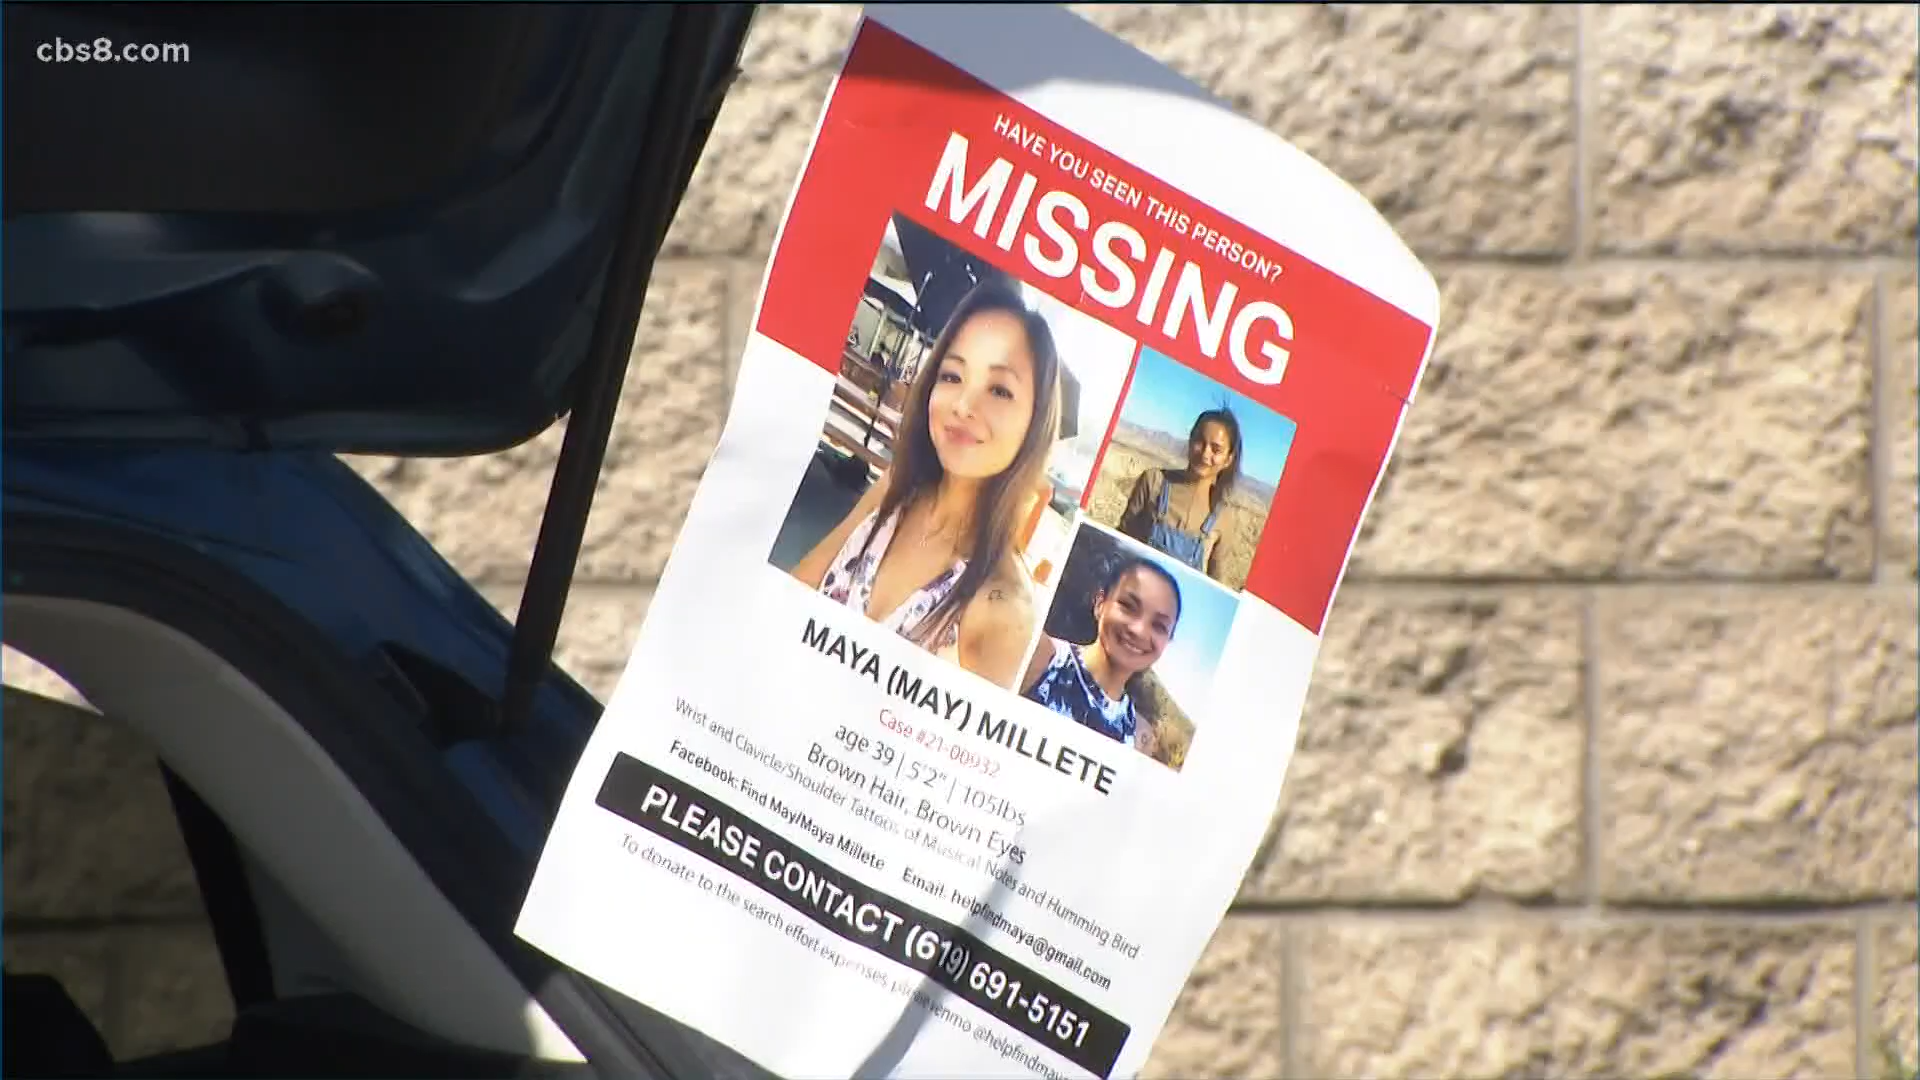 cbs8.com
HAVE YOU SEEN THIS PERSON?
MISSING
MAYA (MAY) MILLETE
Case #21-00932
age 39 | 5'2" | 105lbs
Brown Hair, Brown Eyes
Wrist and Clavicle/Shoulder Tattoos of Musical Notes and Humming Bird
Facebook: Find May/Maya Millete Email: helpfindmaya@gmail.com
PLEASE CONTACT (619) 691-5151
To donate to the search effort expenses, venmo